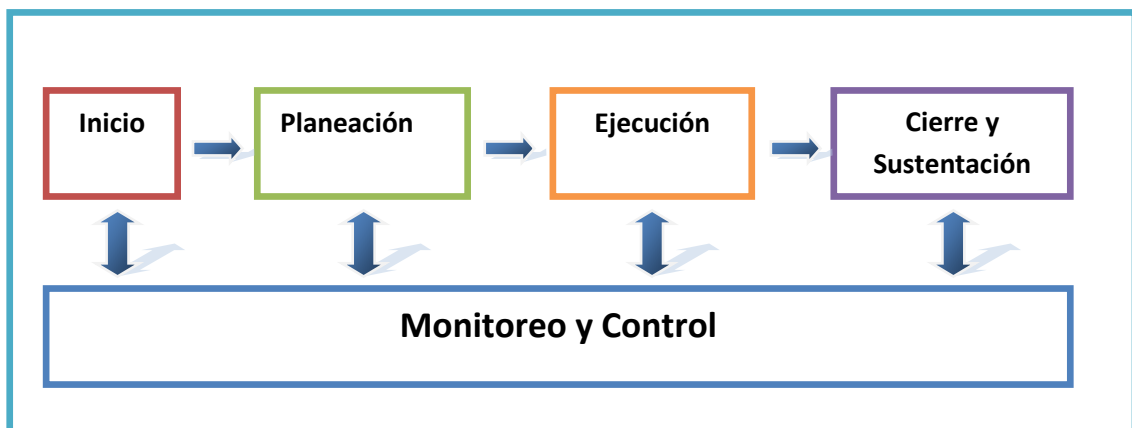 Inicio
Planeación
Ejecución
Cierre y
Sustentación
Monitoreo y Control